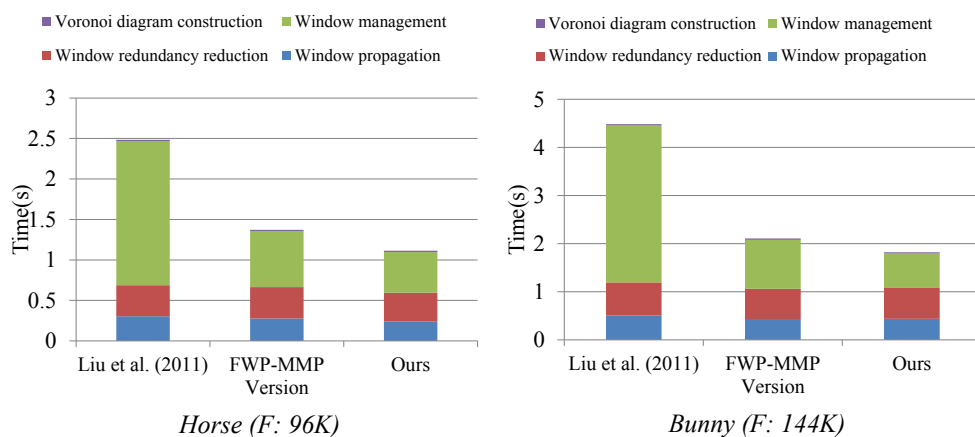 Voronoi diagram construction
Window management
Window redundancy reduction
Window propagation
3
2.5
2
1.5
1
0.5
0
Time(s)
Liu et al. (2011)
FWP-MMP
Version
Ours
Horse (F: 96K)
Voronoi diagram construction
Window management
Window redundancy reduction
Window propagation
5
4
3
2
1
0
Time(s)
Liu et al. (2011)
FWP-MMP
Version
Ours
Bunny (F: 144K)